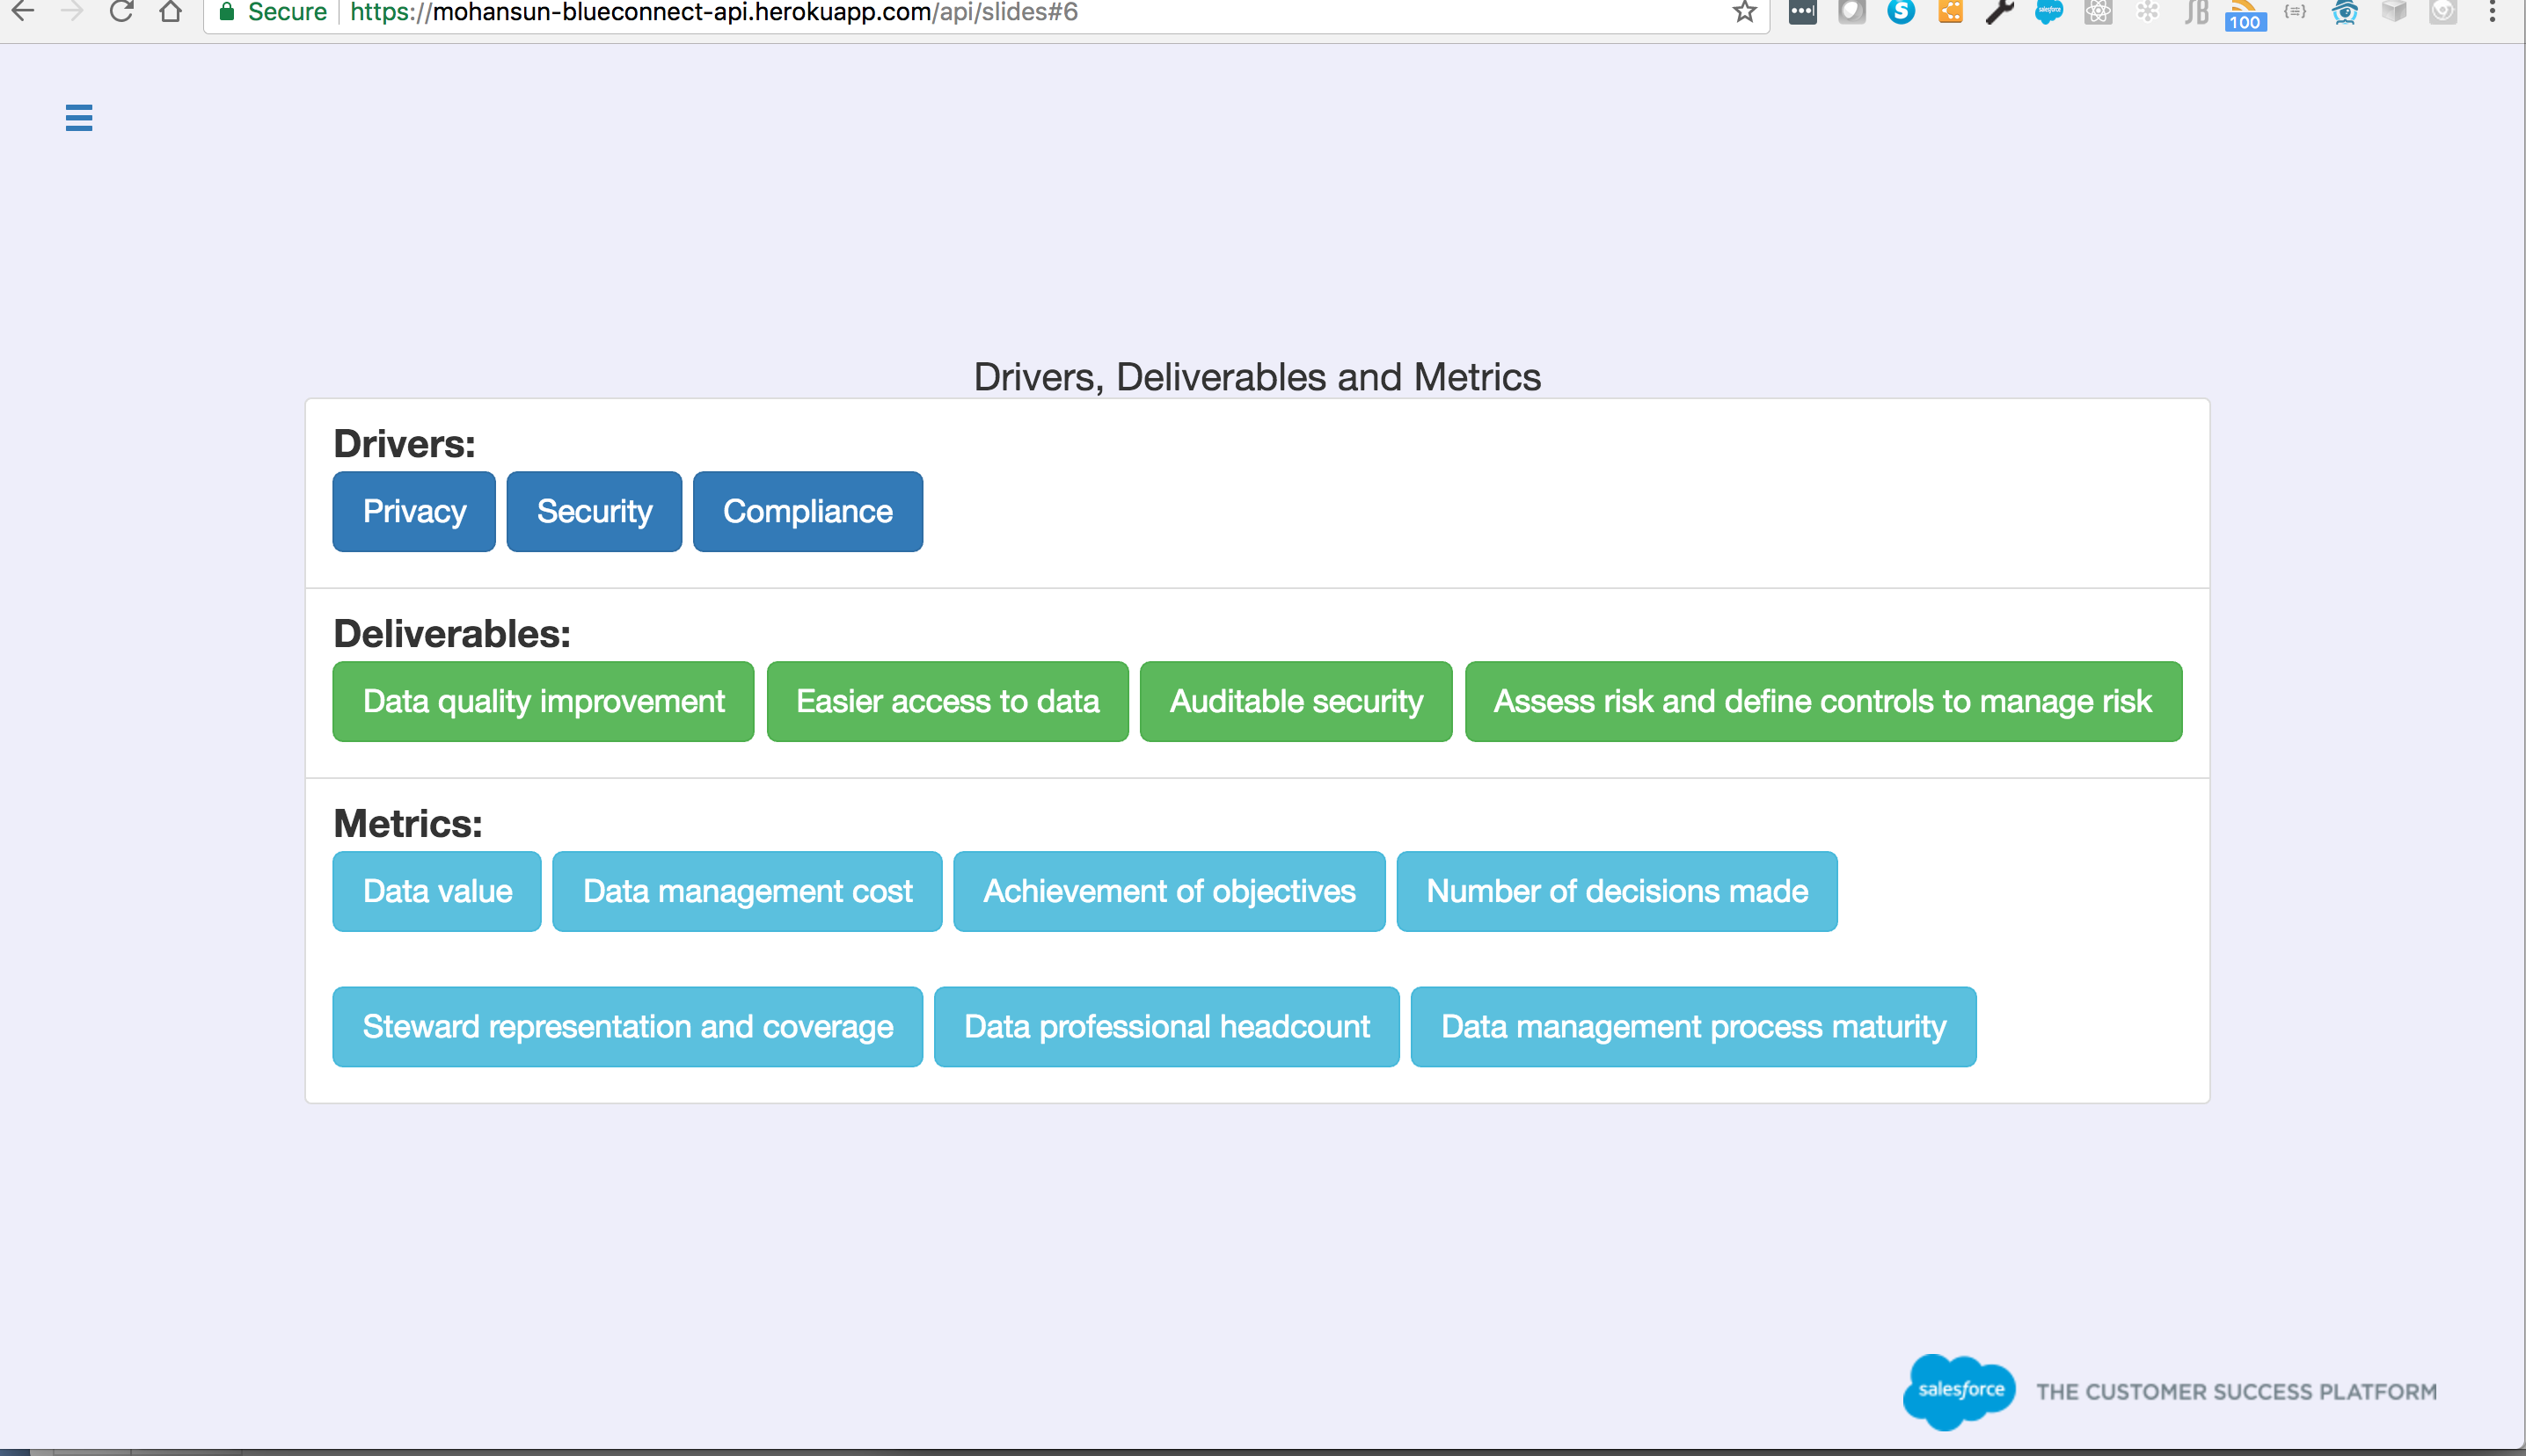 Secure https://mohansun-blueconnect-api.herokuapp.com/api/slides#6
S salesforce JB 100 {≡}
Drivers, Deliverables and Metrics
Drivers:
Privacy Security Compliance
Deliverables:
Data quality improvement Easier access to data Auditable security Assess risk and define controls to manage risk
Metrics:
Data value Data management cost Achievement of objectives Number of decisions made
Steward representation and coverage Data professional headcount Data management process maturity
salesforce THE CUSTOMER SUCCESS PLATFORM